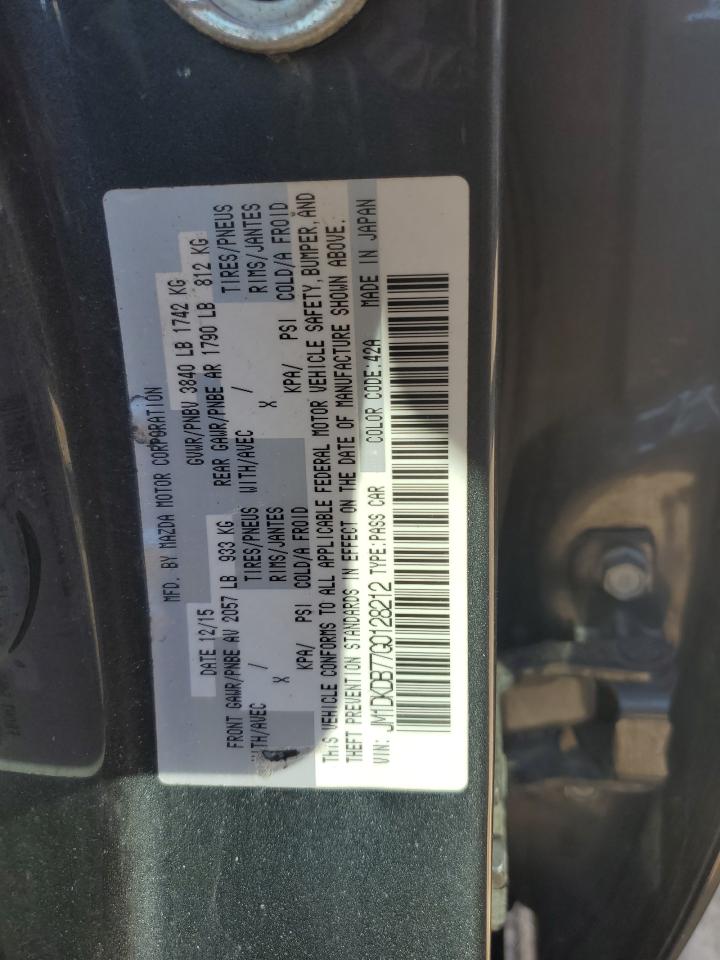 MFD. BY MAZDA MOTOR CORPORATION
DATE 12/15 GVWR/PNBV 3840 LB 1742 KG
FRONT GAWR/PNBE AV 2057 LB 933 KG REAR GAWR/PNBE AR 1790 LB 812 KG
WITH/AVEC / TIRES/PNEUS WITH/AVEC / TIRES/PNEUS
X RIMS/JANTES X RIMS/JANTES
KPA/ PSI COLD/A FROID KPA/ PSI COLD/A FROID
THIS VEHICLE CONFORMS TO ALL APPLICABLE FEDERAL MOTOR VEHICLE SAFETY, BUMPER, AND
THEFT PREVENTION STANDARDS IN EFFECT ON THE DATE OF MANUFACTURE SHOWN ABOVE.
VIN: JM1DKDB77G0128212 TYPE:PASS CAR COLOR CODE:42A MADE IN JAPAN